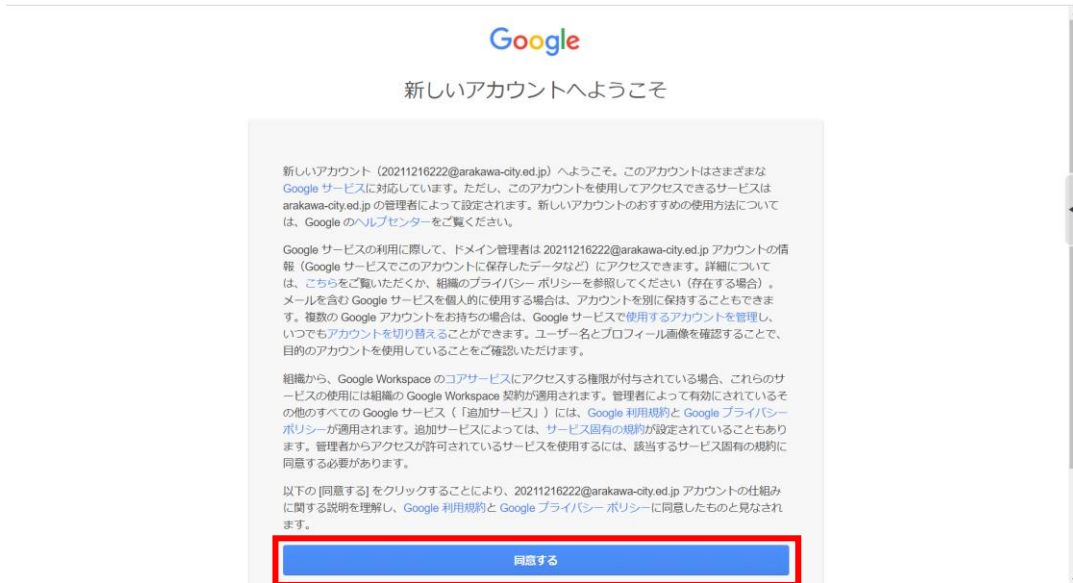 Google
新しいアカウントへようこそ
新しいアカウント（20211216222@arakawa-city.ed.jp）へようこそ。このアカウントはさまざまな
Google サービスに対応しています。ただし、このアカウントを使用してアクセスできるサービスは
arakawa-city.ed.jp の管理者によって設定されます。新しいアカウントのおすすめの使用方法について
は、Google のヘルプセンターをご覧ください。
Google サービスの利用に際して、ドメイン管理者は 20211216222@arakawa-city.ed.jp アカウントの情
報（Google サービスでこのアカウントに保存したデータなど）にアクセスできます。詳細について
は、こちらをご覧いただくか、組織のプライバシー ポリシーを参照してください（存在する場合）。
メールを含む Google サービスを個人的に使用する場合は、アカウントを別に保持することもできま
す。複数の Google アカウントをお持ちの場合は、Google サービスで使用するアカウントを管理し、
いつでもアカウントを切り替えることができます。ユーザー名とプロフィール画像を確認することで、
目的のアカウントを使用していることをご確認いただけます。
組織から、Google Workspace のコアサービスにアクセスする権限が付与されている場合、これらのサ
ービスの使用には組織の Google Workspace 契約が適用されます。管理者によって有効にされているそ
の他のすべての Google サービス（「追加サービス」）には、Google 利用規約と Google プライバシー
ポリシーが適用されます。追加サービスによっては、サービス固有の規約が設定されていることもあり
ます。管理者からアクセスが許可されているサービスを使用するには、該当するサービス固有の規約に
同意する必要があります。
以下の [同意する] をクリックすることにより、20211216222@arakawa-city.ed.jp アカウントの仕組み
に関する説明を理解し、Google 利用規約と Google プライバシー ポリシーに同意したものと見なされ
ます。
同意する